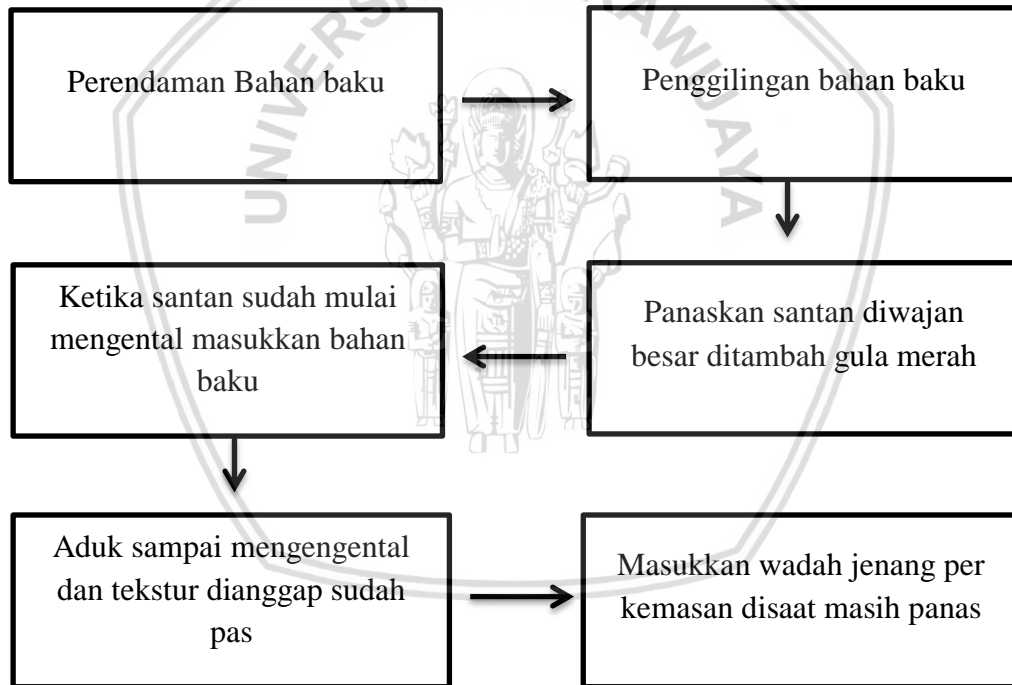 Perendaman Bahan baku
Penggilingan bahan baku
Panaskan santan diwajan
besar ditambah gula merah
Ketika santan sudah mulai
mengental masukkan bahan
baku
Aduk sampai mengengental
dan tekstur dianggap sudah
pas
Masukkan wadah jenang per
kemasan disaat masih panas